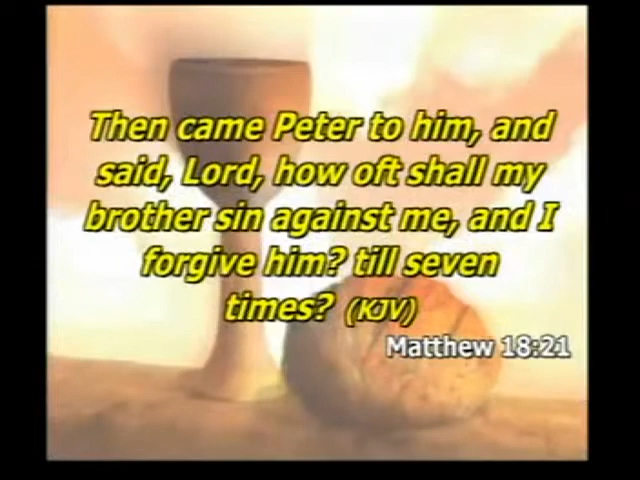 Then came Peter to him, and
said, Lord, how oft shall my
brother sin against me, and I
forgive him? till seven
times? (KJV)
Matthew 18:21